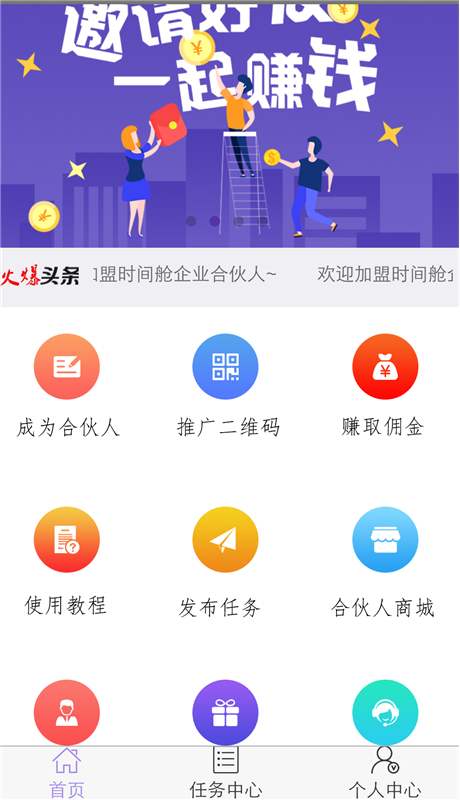 邀请好友
一起赚钱
火爆头条 加盟时间舱企业合伙人~ 欢迎加盟时间舱企
成为合伙人 推广二维码 赚取佣金
使用教程 发布任务 合伙人商城
首页 任务中心 个人中心